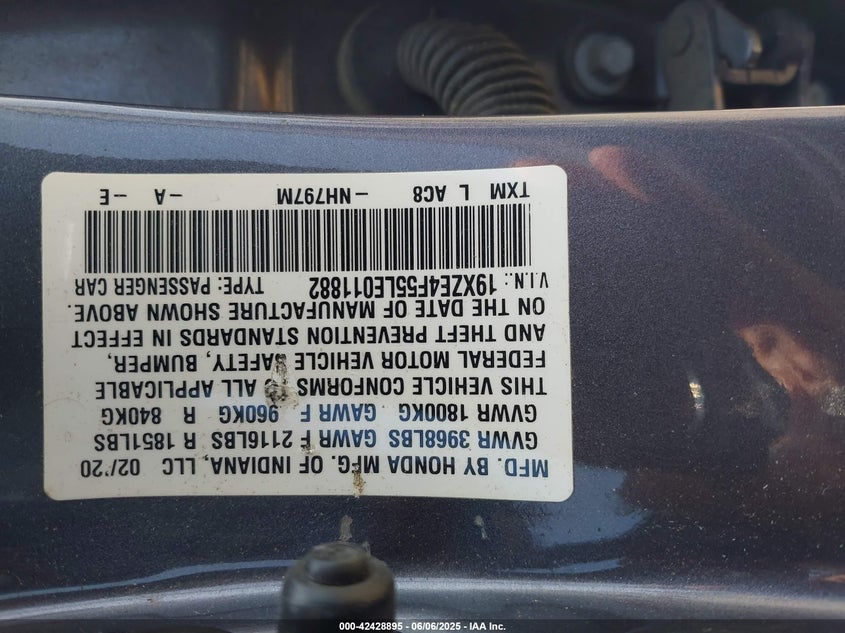 MFD. BY HONDA MFG. OF INDIANA, LLC 02/'20
GVWR 3968LBS GAWR F 2116LBS R 1851LBS
GVWR 1800KG GAWR F 960KG R 840KG
THIS VEHICLE CONFORMS TO ALL APPLICABLE
FEDERAL MOTOR VEHICLE SAFETY, BUMPER,
AND THEFT PREVENTION STANDARDS IN EFFECT
ON THE DATE OF MANUFACTURE SHOWN ABOVE.
V.I.N.: 19XZE4F55LE011882 TYPE: PASSENGER CAR
TXM L AC8 -NH797M -A -E
000-42428895 - 06/06/2025 - IAA Inc.